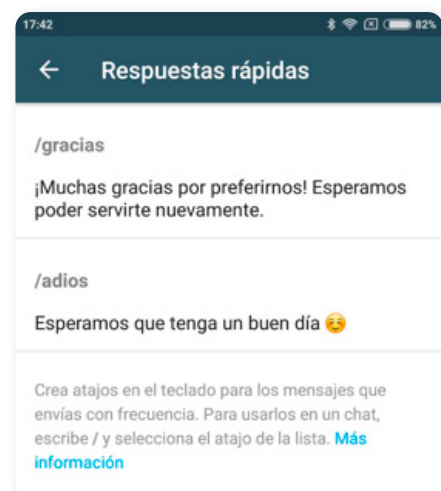 17:42
82%
Respuestas rápidas
/gracias
¡Muchas gracias por preferirnos! Esperamos
poder servirte nuevamente.
/adios
Esperamos que tenga un buen día ☺️
Crea atajos en el teclado para los mensajes que
envías con frecuencia. Para usarlos en un chat,
escribe / y selecciona el atajo de la lista. Más
información